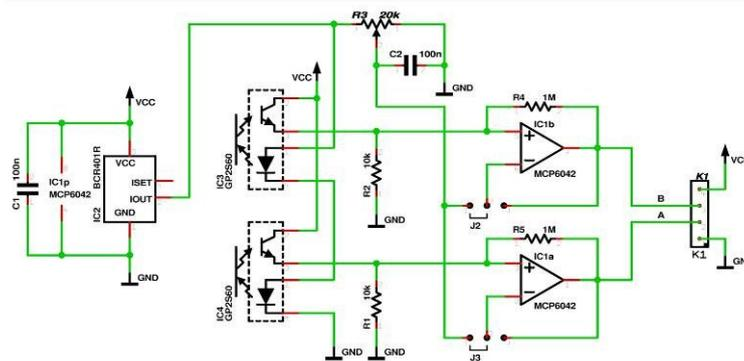 R3 20k
C2 100n
GND
VCC
VCC
100n
C1
IC1p
MCP6042
BCR401R
IC2
VCC
ISET
IOUT
GND
GND
IC3
GP2S60
R2
10k
GND
R4 1M
IC1b
MCP6042
J2
VC
K1
B
A
K1
GN
IC4
GP2S60
R1
10k
GND
GND
R5 1M
IC1a
MCP6042
J3